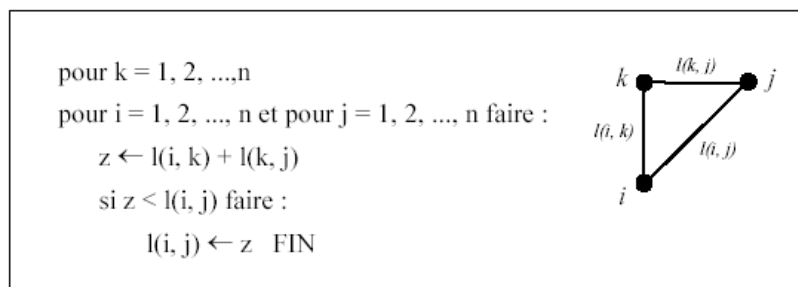 pour k = 1, 2, ...,n
pour i = 1, 2, ..., n et pour j = 1, 2, ..., n faire :
z ← l(i, k) + l(k, j)
si z < l(i, j) faire :
l(i, j) ← z FIN
l(k, j)
k
j
l(i, k)
l(i, j)
i